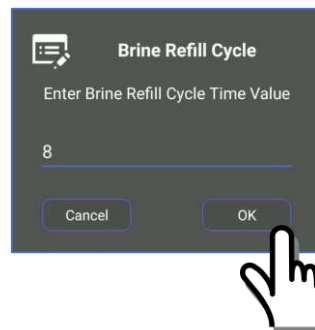 Brine Refill Cycle
Enter Brine Refill Cycle Time Value
8
Cancel
OK